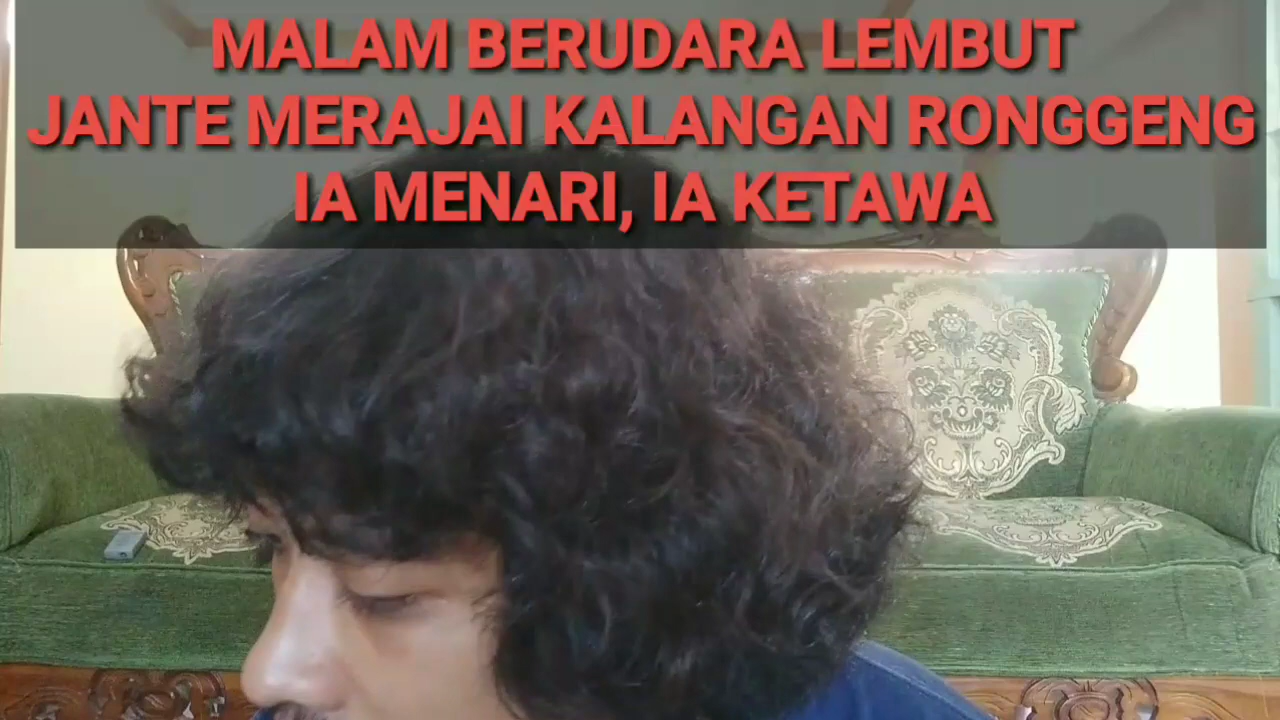 MALAM BERUDARA LEMBUT
JANTE MERAJAI KALANGAN RONGGENG
IA MENARI, IA KETAWA